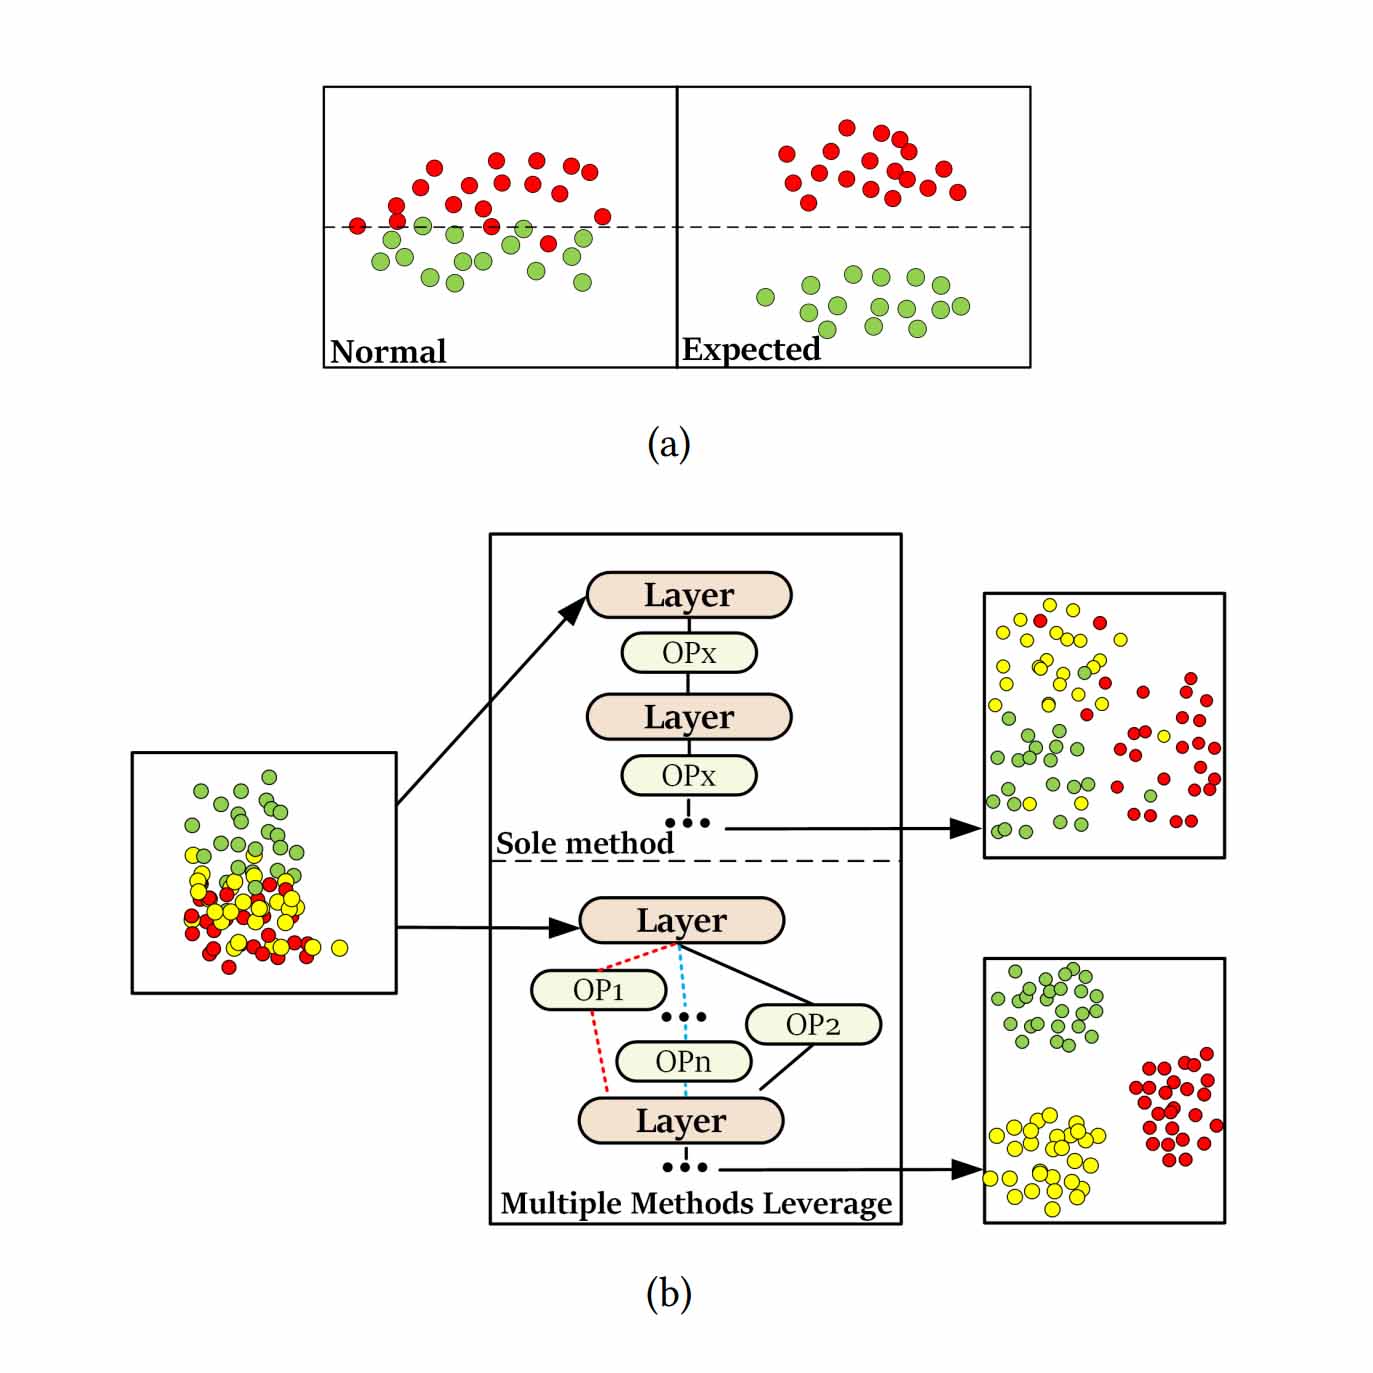 Normal
Expected
(a)
Layer
OPx
Layer
OPx
Sole method
Layer
OP1
OP2
OPn
Layer
Multiple Methods Leverage
(b)